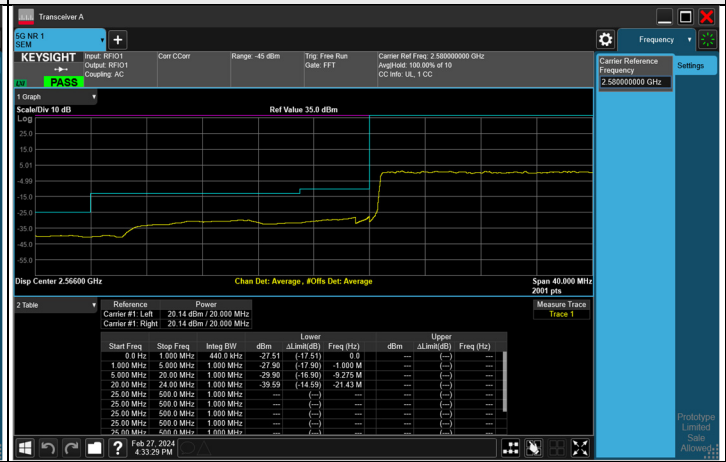 Transceiver A
5G NR 1
SEM
Frequency
KEYSIGHT
Input: RFIO1
Output: RFIO1
Coupling: AC
Corr CCorr
Range: -45 dBm
Trig: Free Run
Gate: FFT
Carrier Ref Freq: 2.580000000 GHz
Avg|Hold: 100.00% of 10
CC Info: UL, 1 CC
PASS
Carrier Reference
Frequency
2.580000000 GHz
Settings
1 Graph
Scale/Div 10 dB
Ref Value 35.0 dBm
Log
25.0
15.0
5.01
-4.99
-15.0
-25.0
-35.0
-45.0
-55.0
Disp Center 2.56600 GHz
Chan Det: Average, #Offs Det: Average
Span 40.000 MHz
2001 pts
2 Table
Reference Power
Carrier #1: Left 20.14 dBm / 20.000 MHz
Carrier #1: Right 20.14 dBm / 20.000 MHz
Measure Trace
Trace 1
Lower Upper
Start Freq Stop Freq Integ BW dBm ΔLimit(dB) Freq (Hz) dBm ΔLimit(dB) Freq (Hz)
0.0 Hz 1.000 MHz 440.0 kHz -27.51 (-17.51) 0.0 --- (---) ---
1.000 MHz 5.000 MHz 1.000 MHz -27.90 (-17.90) -1.000 M --- (---) ---
5.000 MHz 20.00 MHz 1.000 MHz -29.90 (-16.90) -9.275 M --- (---) ---
20.00 MHz 24.00 MHz 1.000 MHz -39.59 (-14.59) -21.43 M --- (---) ---
25.00 MHz 500.0 MHz 1.000 MHz --- (---) --- --- (---) ---
25.00 MHz 500.0 MHz 1.000 MHz --- (---) --- --- (---) ---
25.00 MHz 500.0 MHz 1.000 MHz --- (---) --- --- (---) ---
25.00 MHz 500.0 MHz 1.000 MHz --- (---) --- --- (---) ---
Feb 27, 2024
4:33:29 PM
Prototype
Limited
Sale
Allowed